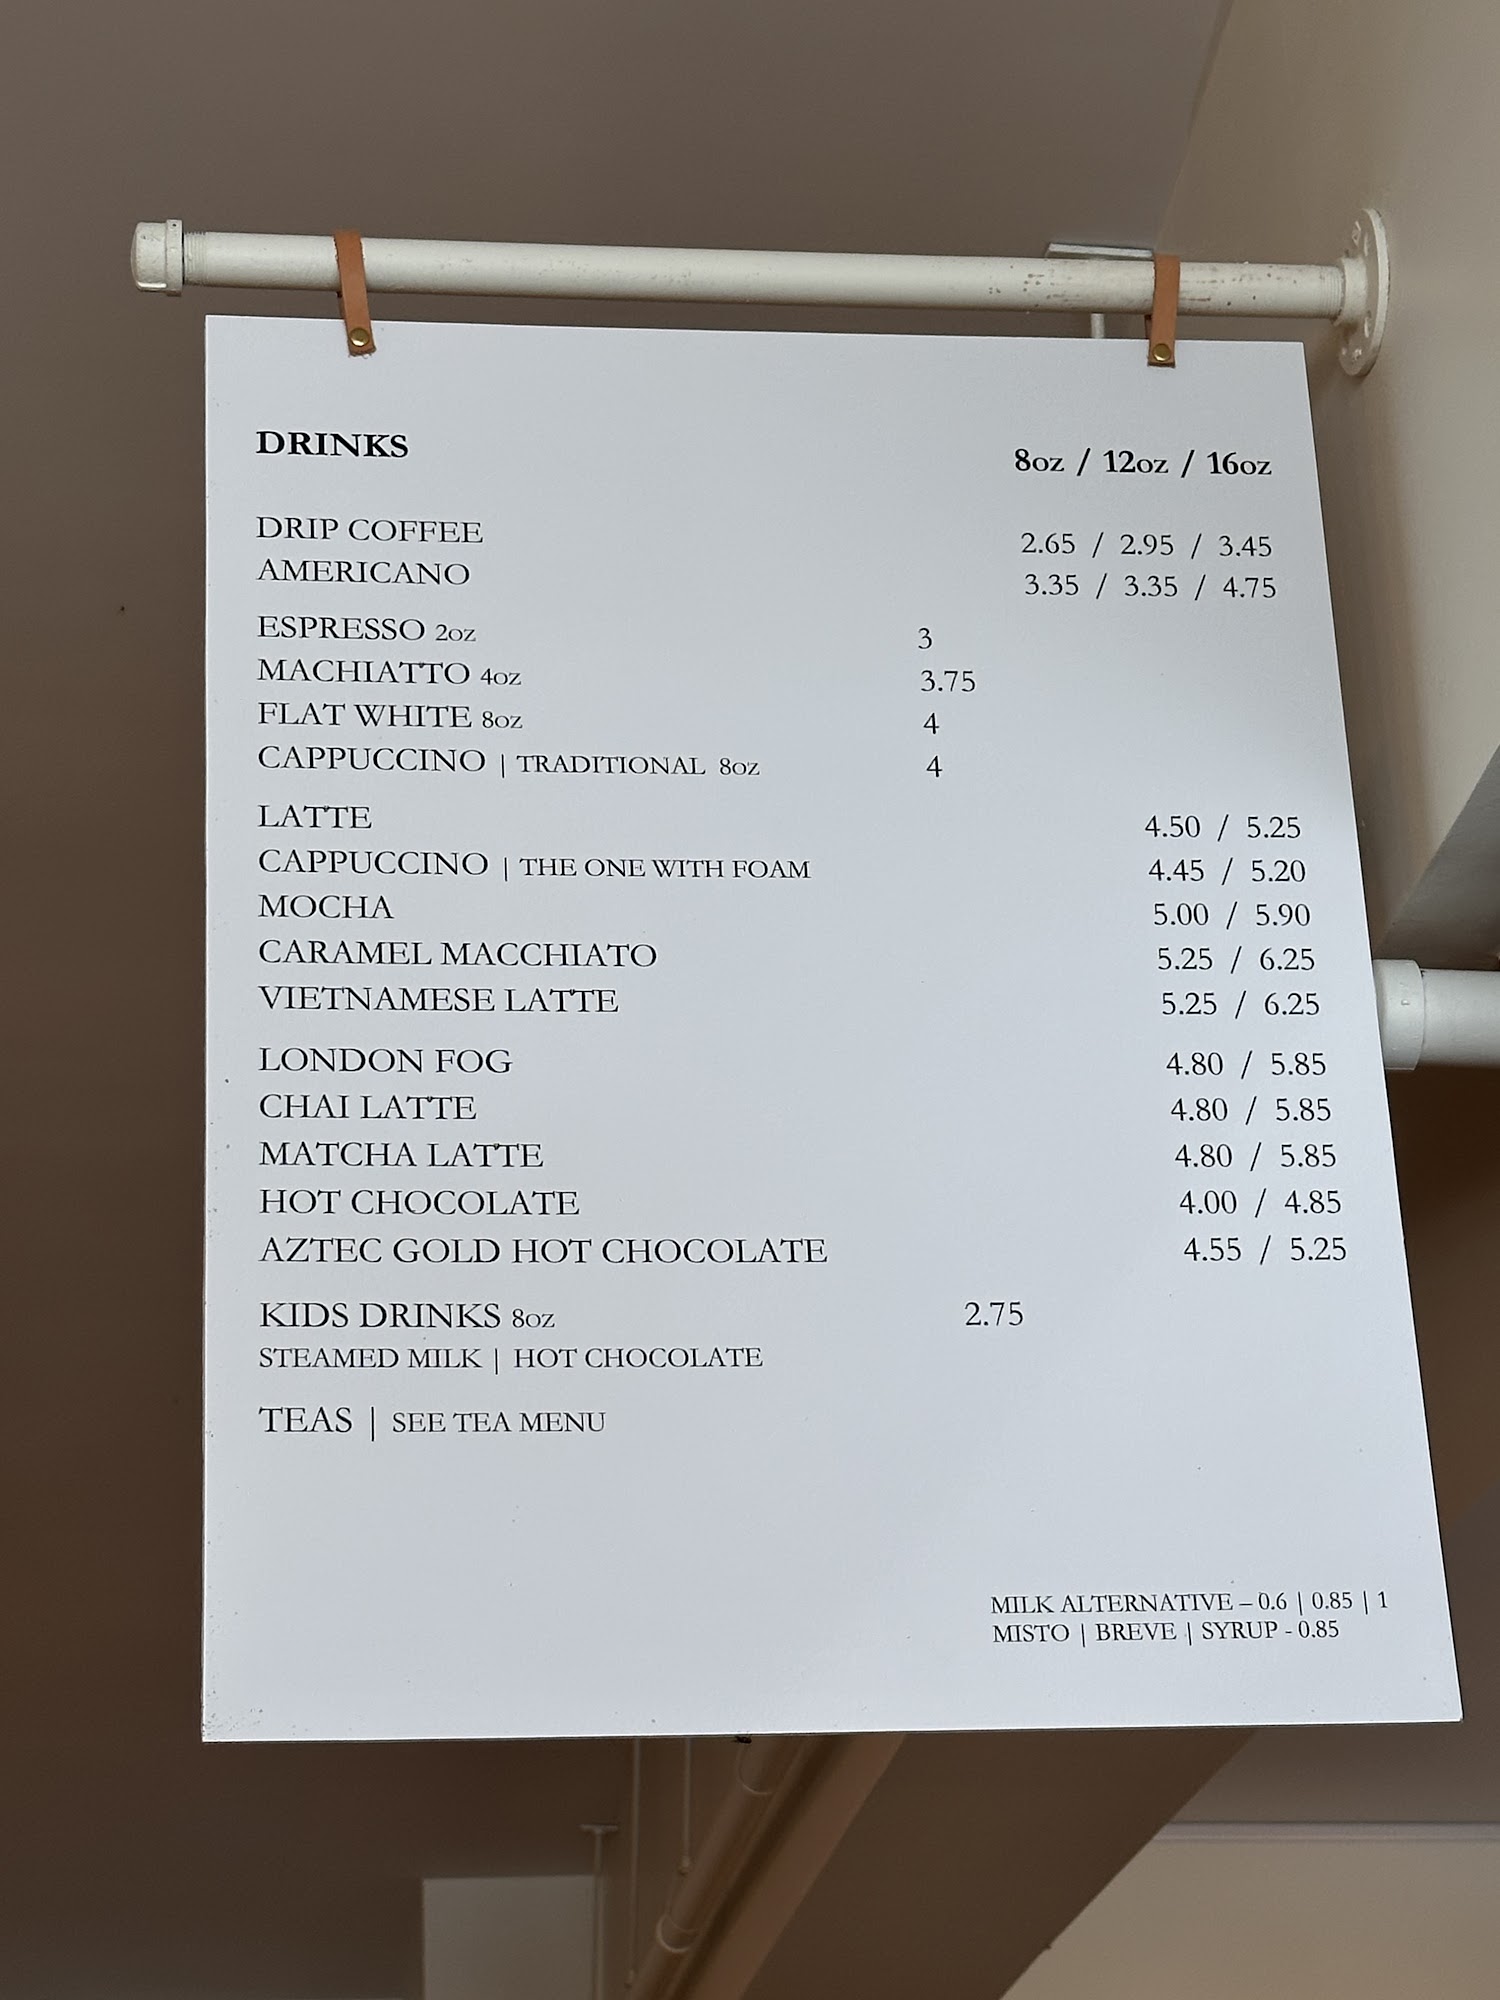 DRINKS 8oz / 12oz / 16oz
DRIP COFFEE 2.65 / 2.95 / 3.45
AMERICANO 3.35 / 3.35 / 4.75
ESPRESSO 2oz 3
MACHIATTO 4oz 3.75
FLAT WHITE 8oz 4
CAPPUCCINO | TRADITIONAL 8oz 4
LATTE 4.50 / 5.25
CAPPUCCINO | THE ONE WITH FOAM 4.45 / 5.20
MOCHA 5.00 / 5.90
CARAMEL MACCHIATO 5.25 / 6.25
VIETNAMESE LATTE 5.25 / 6.25
LONDON FOG 4.80 / 5.85
CHAI LATTE 4.80 / 5.85
MATCHA LATTE 4.80 / 5.85
HOT CHOCOLATE 4.00 / 4.85
AZTEC GOLD HOT CHOCOLATE 4.55 / 5.25
KIDS DRINKS 8oz 2.75
STEAMED MILK | HOT CHOCOLATE
TEAS | SEE TEA MENU
MILK ALTERNATIVE – 0.6 | 0.85 | 1
MISTO | BREVE | SYRUP - 0.85